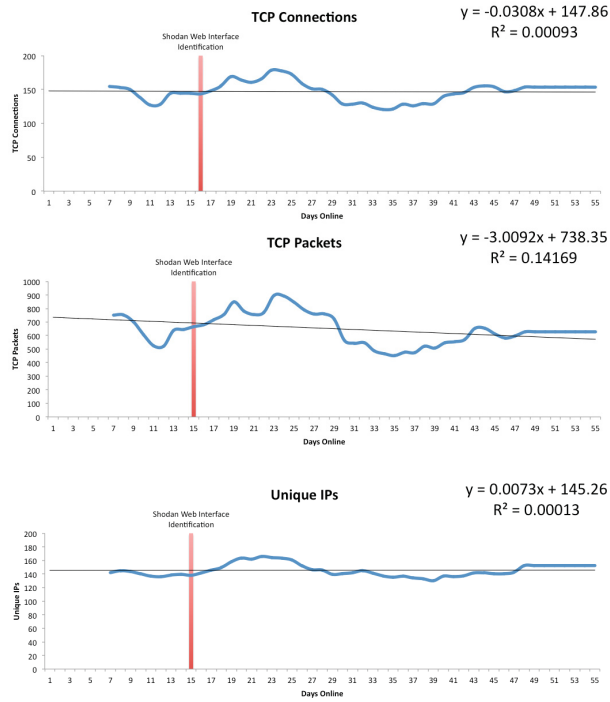 TCP Connections
y = -0.0308x + 147.86
R² = 0.00093
Shodan Web Interface
Identification
200
150
100
50
0
TCP Connections
1 3 5 7 9 11 13 15 17 19 21 23 25 27 29 31 33 35 37 39 41 43 45 47 49 51 53 55
Days Online
TCP Packets
y = -3.0092x + 738.35
R² = 0.14169
Shodan Web Interface
Identification
1000
900
800
700
600
500
400
300
200
100
0
TCP Packets
1 3 5 7 9 11 13 15 17 19 21 23 25 27 29 31 33 35 37 39 41 43 45 47 49 51 53 55
Days Online
Unique IPs
y = 0.0073x + 145.26
R² = 0.00013
Shodan Web Interface
Identification
200
180
160
140
120
100
80
60
40
20
0
Unique IPs
1 3 5 7 9 11 13 15 17 19 21 23 25 27 29 31 33 35 37 39 41 43 45 47 49 51 53 55
Days Online